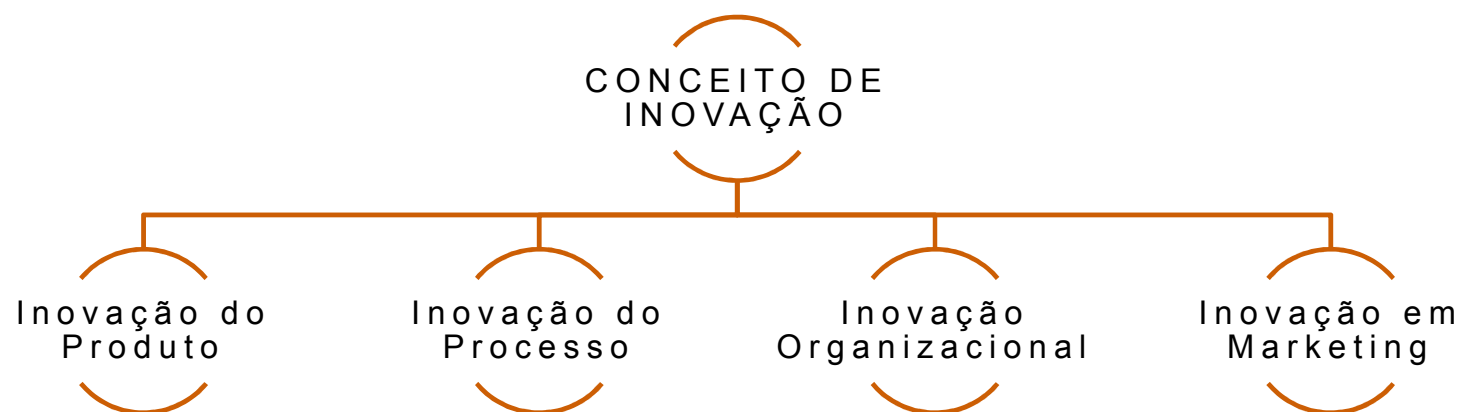 CONCEITO DE
INOVAÇÃO
Inovação do
Produto
Inovação do
Processo
Inovação
Organizacional
Inovação em
Marketing